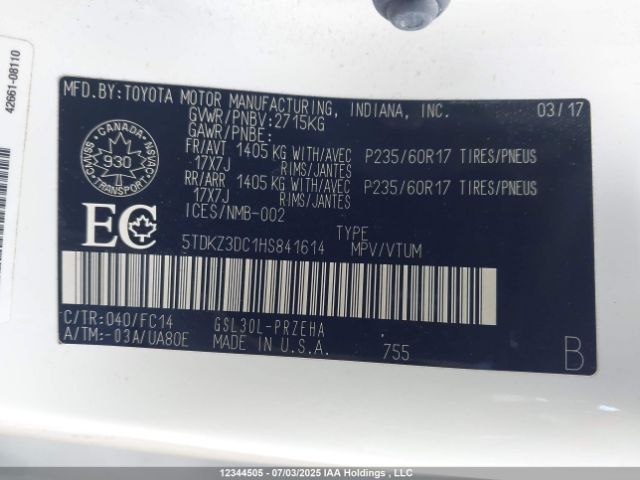 42661-08110
MFD.BY:TOYOTA MOTOR MANUFACTURING, INDIANA, INC. 03/17
GVWR/PNBV:2715KG
GAWR/PNBE:
FR/AVT 1405 KG WITH/AVEC P235/60R17 TIRES/PNEUS
17X7J RIMS/JANTES
RR/ARR 1405 KG WITH/AVEC P235/60R17 TIRES/PNEUS
17X7J RIMS/JANTES
ICES/NMB-002
CANADA
CMVSS 930 NSVAC
TRANSPORT
EC
TYPE
5TDKZ3DC1HS841614 MPV/VTUM
C/TR:040/FC14 GSL30L-PRZEHA
A/TM:-03A/UA80E MADE IN U.S.A. 755 B
12344505 - 07/03/2025 IAA Holdings , LLC